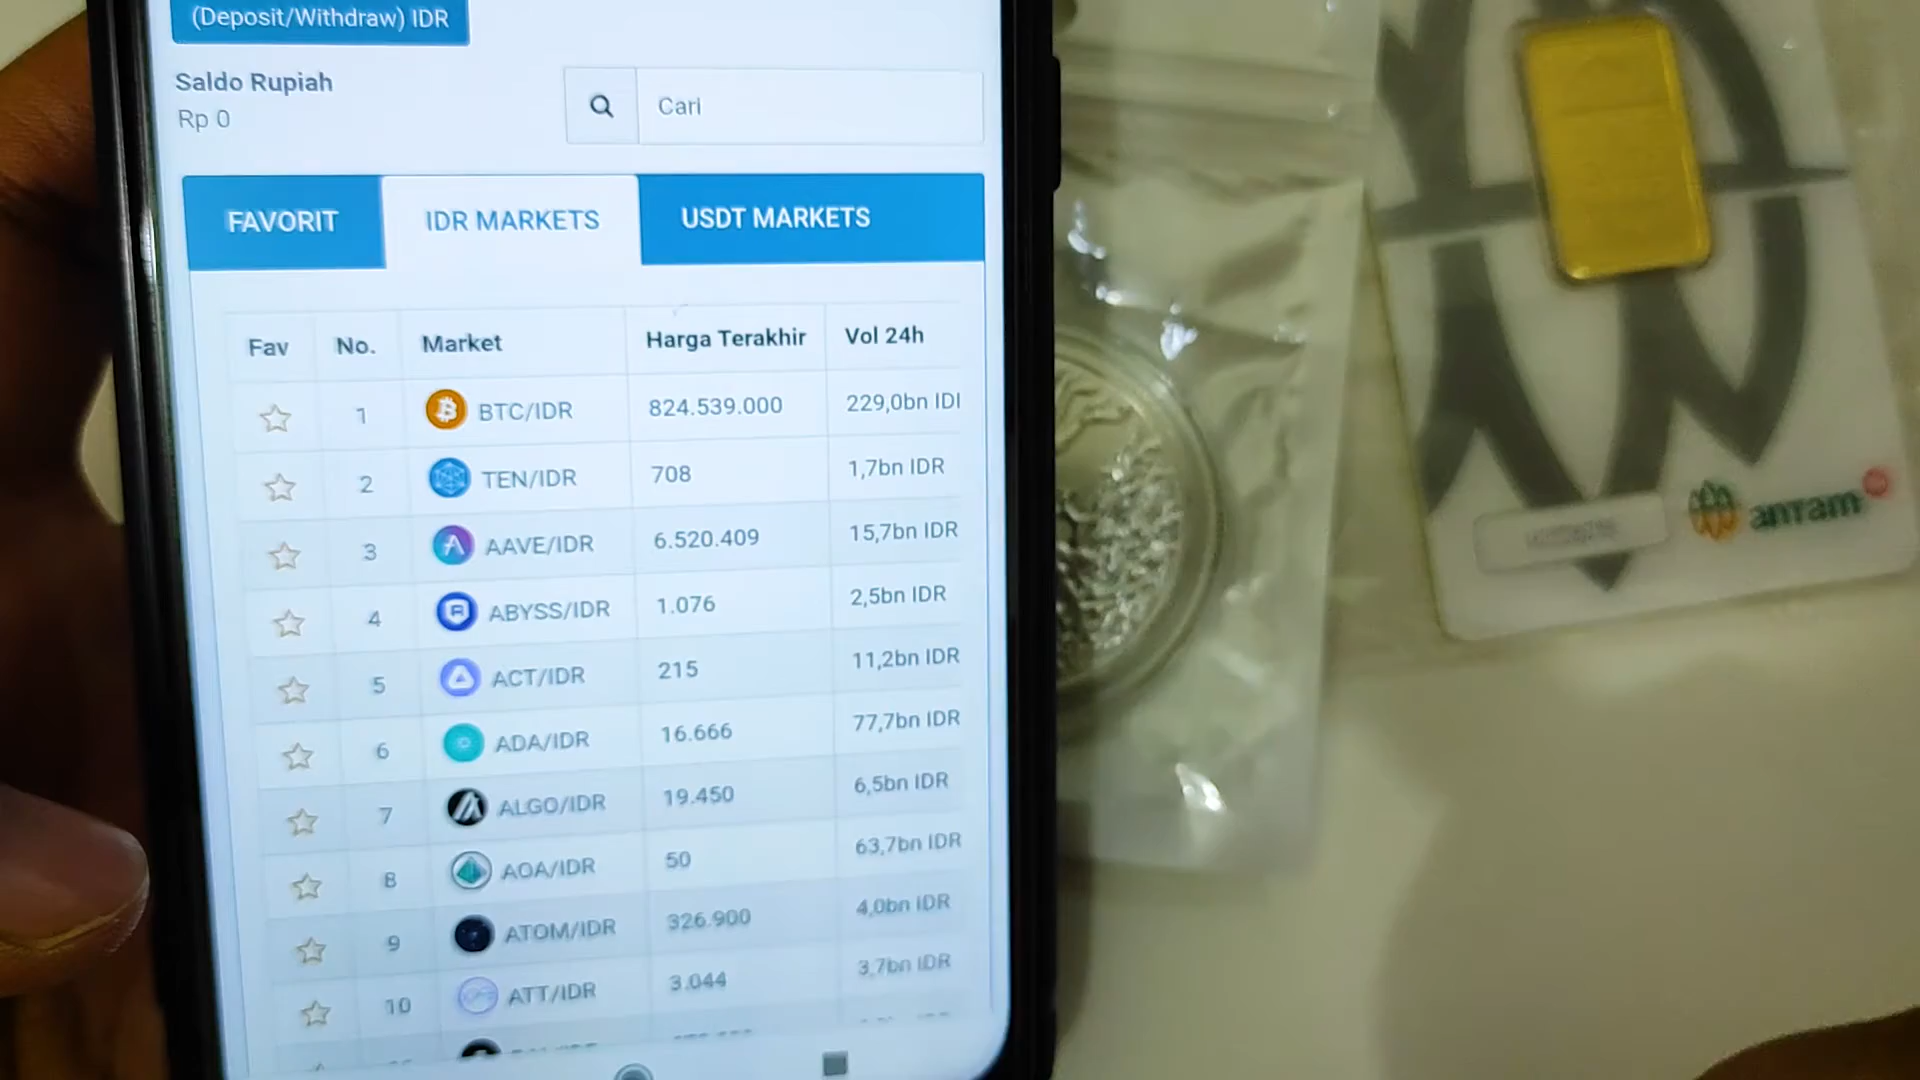 (Deposit/Withdraw) IDR
Saldo Rupiah
Rp 0
Cari
FAVORIT IDR MARKETS USDT MARKETS
Fav No. Market Harga Terakhir Vol 24h
1 BTC/IDR 824.539.000 229,0bn IDI
2 TEN/IDR 708 1,7bn IDR
3 AAVE/IDR 6.520.409 15,7bn IDR
4 ABYSS/IDR 1.076 2,5bn IDR
5 ACT/IDR 215 11,2bn IDR
6 ADA/IDR 16.666 77,7bn IDR
7 ALGO/IDR 19.450 6,5bn IDR
8 AOA/IDR 50 63,7bn IDR
9 ATOM/IDR 326.900 4,0bn IDR
10 ATT/IDR 3.044 3,7bn IDR
antam